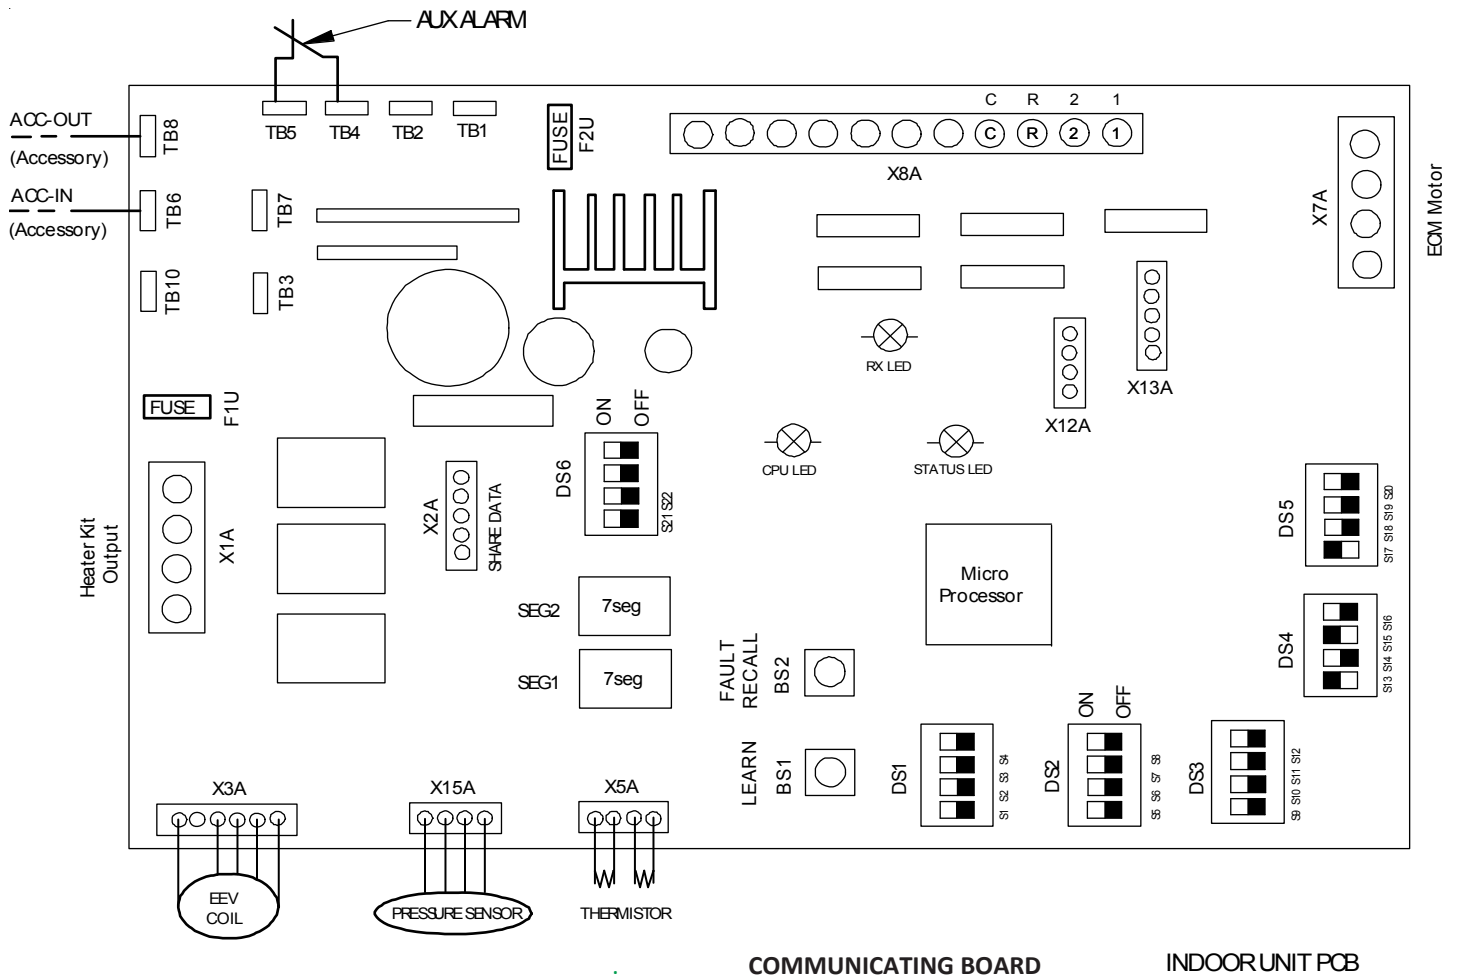 AUX ALARM
ACC-OUT
(Accessory)
ACC-IN
(Accessory)
TB8
TB6
TB10
TB5
TB4
TB2
TB1
TB7
TB3
FUSE
F2U
C
R
2
1
C
R
2
1
X8A
X7A
ECM Motor
RX LED
X13A
X12A
CPU LED
STATUS LED
FUSE
F1U
Heater Kit
Output
X1A
X2A
SHARE DATA
ON
OFF
DS6
S21 S22
SEG2
7seg
SEG1
7seg
Micro
Processor
FAULT
RECALL
BS2
LEARN
BS1
DS5
S17 S18 S19 S20
DS4
S13 S14 S15 S16
DS1
S1 S2 S3 S4
ON
OFF
DS2
S5 S6 S7 S8
DS3
S9 S10 S11 S12
X3A
X15A
X5A
EEV
COIL
PRESSURE SENSOR
THERMISTOR
COMMUNICATING BOARD
INDOOR UNIT PCB